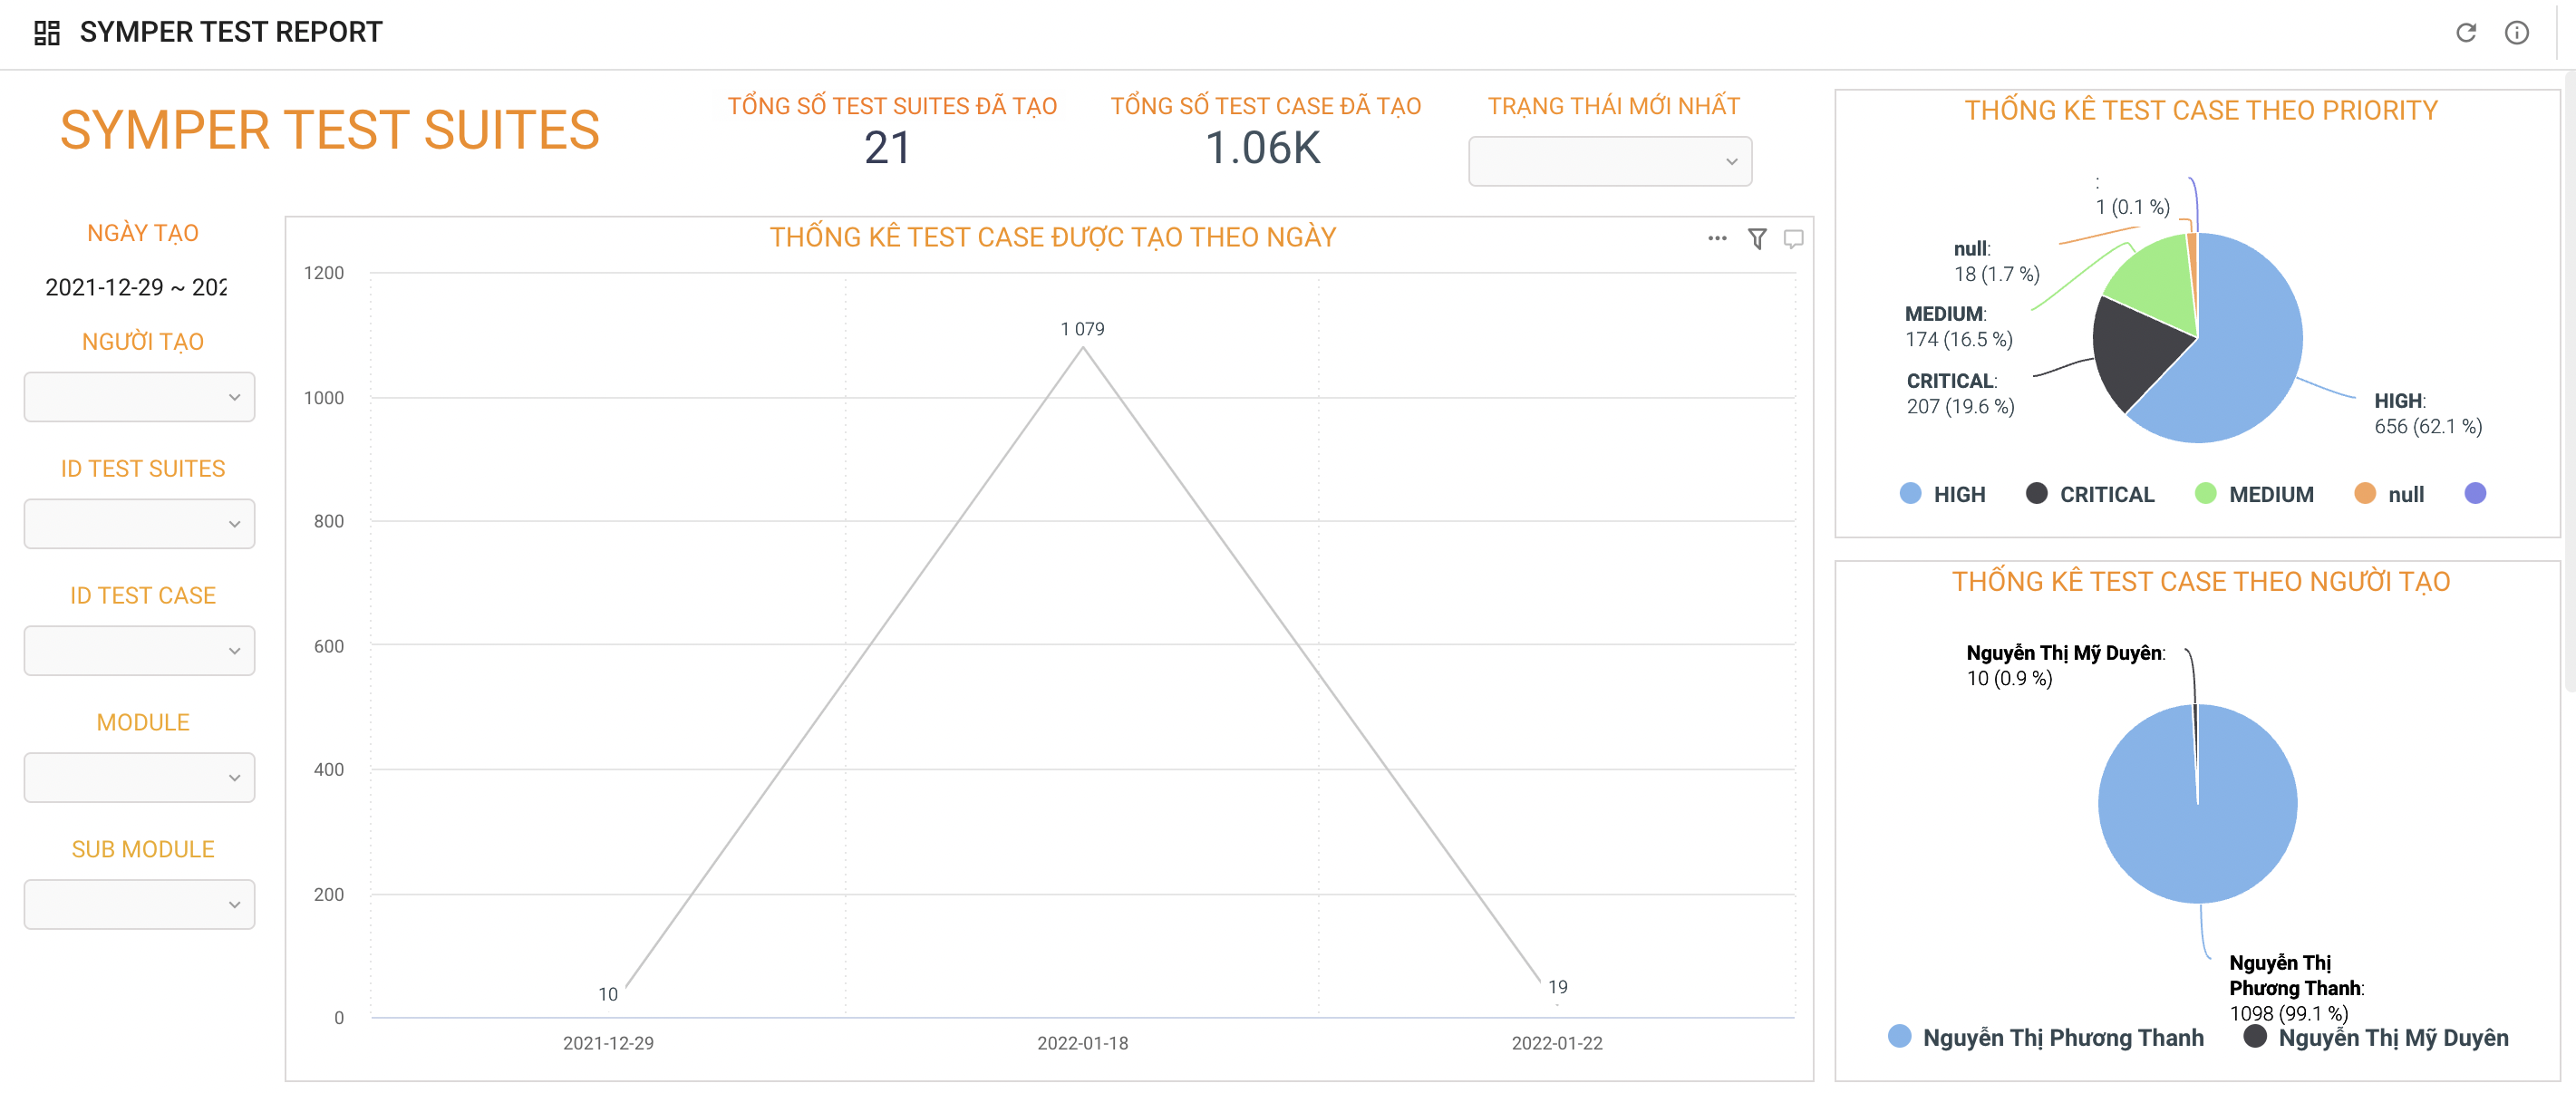 SYMPER TEST REPORT
SYMPER TEST SUITES
TỔNG SỐ TEST SUITES ĐÃ TẠO
21
TỔNG SỐ TEST CASE ĐÃ TẠO
1.06K
TRẠNG THÁI MỚI NHẤT
NGÀY TẠO
2021-12-29 ~ 202
NGƯỜI TẠO
ID TEST SUITES
ID TEST CASE
MODULE
SUB MODULE
THỐNG KÊ TEST CASE ĐƯỢC TẠO THEO NGÀY
1200
1000
800
600
400
200
0
1 079
10
19
2021-12-29
2022-01-18
2022-01-22
THỐNG KÊ TEST CASE THEO PRIORITY
:
1 (0.1 %)
null:
18 (1.7 %)
MEDIUM:
174 (16.5 %)
CRITICAL:
207 (19.6 %)
HIGH:
656 (62.1 %)
HIGH CRITICAL MEDIUM null
THỐNG KÊ TEST CASE THEO NGƯỜI TẠO
Nguyễn Thị Mỹ Duyên:
10 (0.9 %)
Nguyễn Thị
Phương Thanh:
1098 (99.1 %)
Nguyễn Thị Phương Thanh Nguyễn Thị Mỹ Duyên